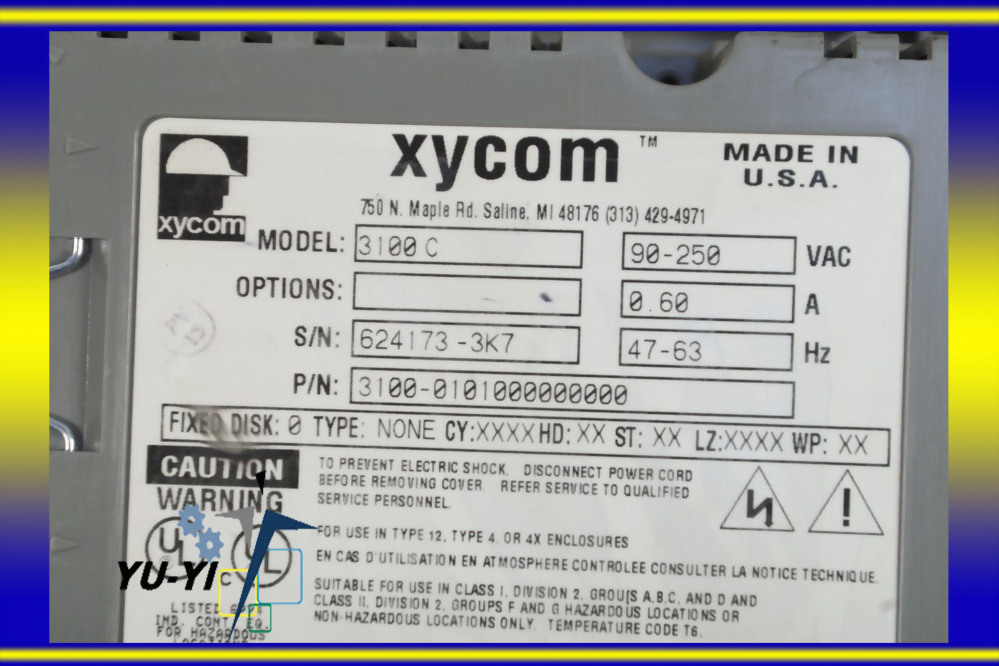 xycom ™
MADE IN
U.S.A.
xycom
750 N. Maple Rd. Saline, MI 48176 (313) 429-4971
MODEL: 3100 C 90-250 VAC
OPTIONS: 0.60 A
S/N: 624173-3K7 47-63 Hz
P/N: 3100-0101000000000
FIXED DISK: 0 TYPE: NONE CY:XXXX HD: XX ST: XX LZ:XXXX WP: XX
CAUTION
WARNING
TO PREVENT ELECTRIC SHOCK, DISCONNECT POWER CORD
BEFORE REMOVING COVER. REFER SERVICE TO QUALIFIED
SERVICE PERSONNEL.
FOR USE IN TYPE 12, TYPE 4, OR 4X ENCLOSURES
EN CAS D'UTILISATION EN ATMOSPHERE CONTROLEE CONSULTER LA NOTICE TECHNIQUE.
SUITABLE FOR USE IN CLASS I, DIVISION 2, GROUPS A,B,C, AND D AND
CLASS II, DIVISION 2, GROUPS F AND G HAZARDOUS LOCATIONS OR
NON-HAZARDOUS LOCATIONS ONLY. TEMPERATURE CODE T6.
UL
UL
YU-YI
LISTED
IND. CONT. EQ.
FOR HAZARDOUS